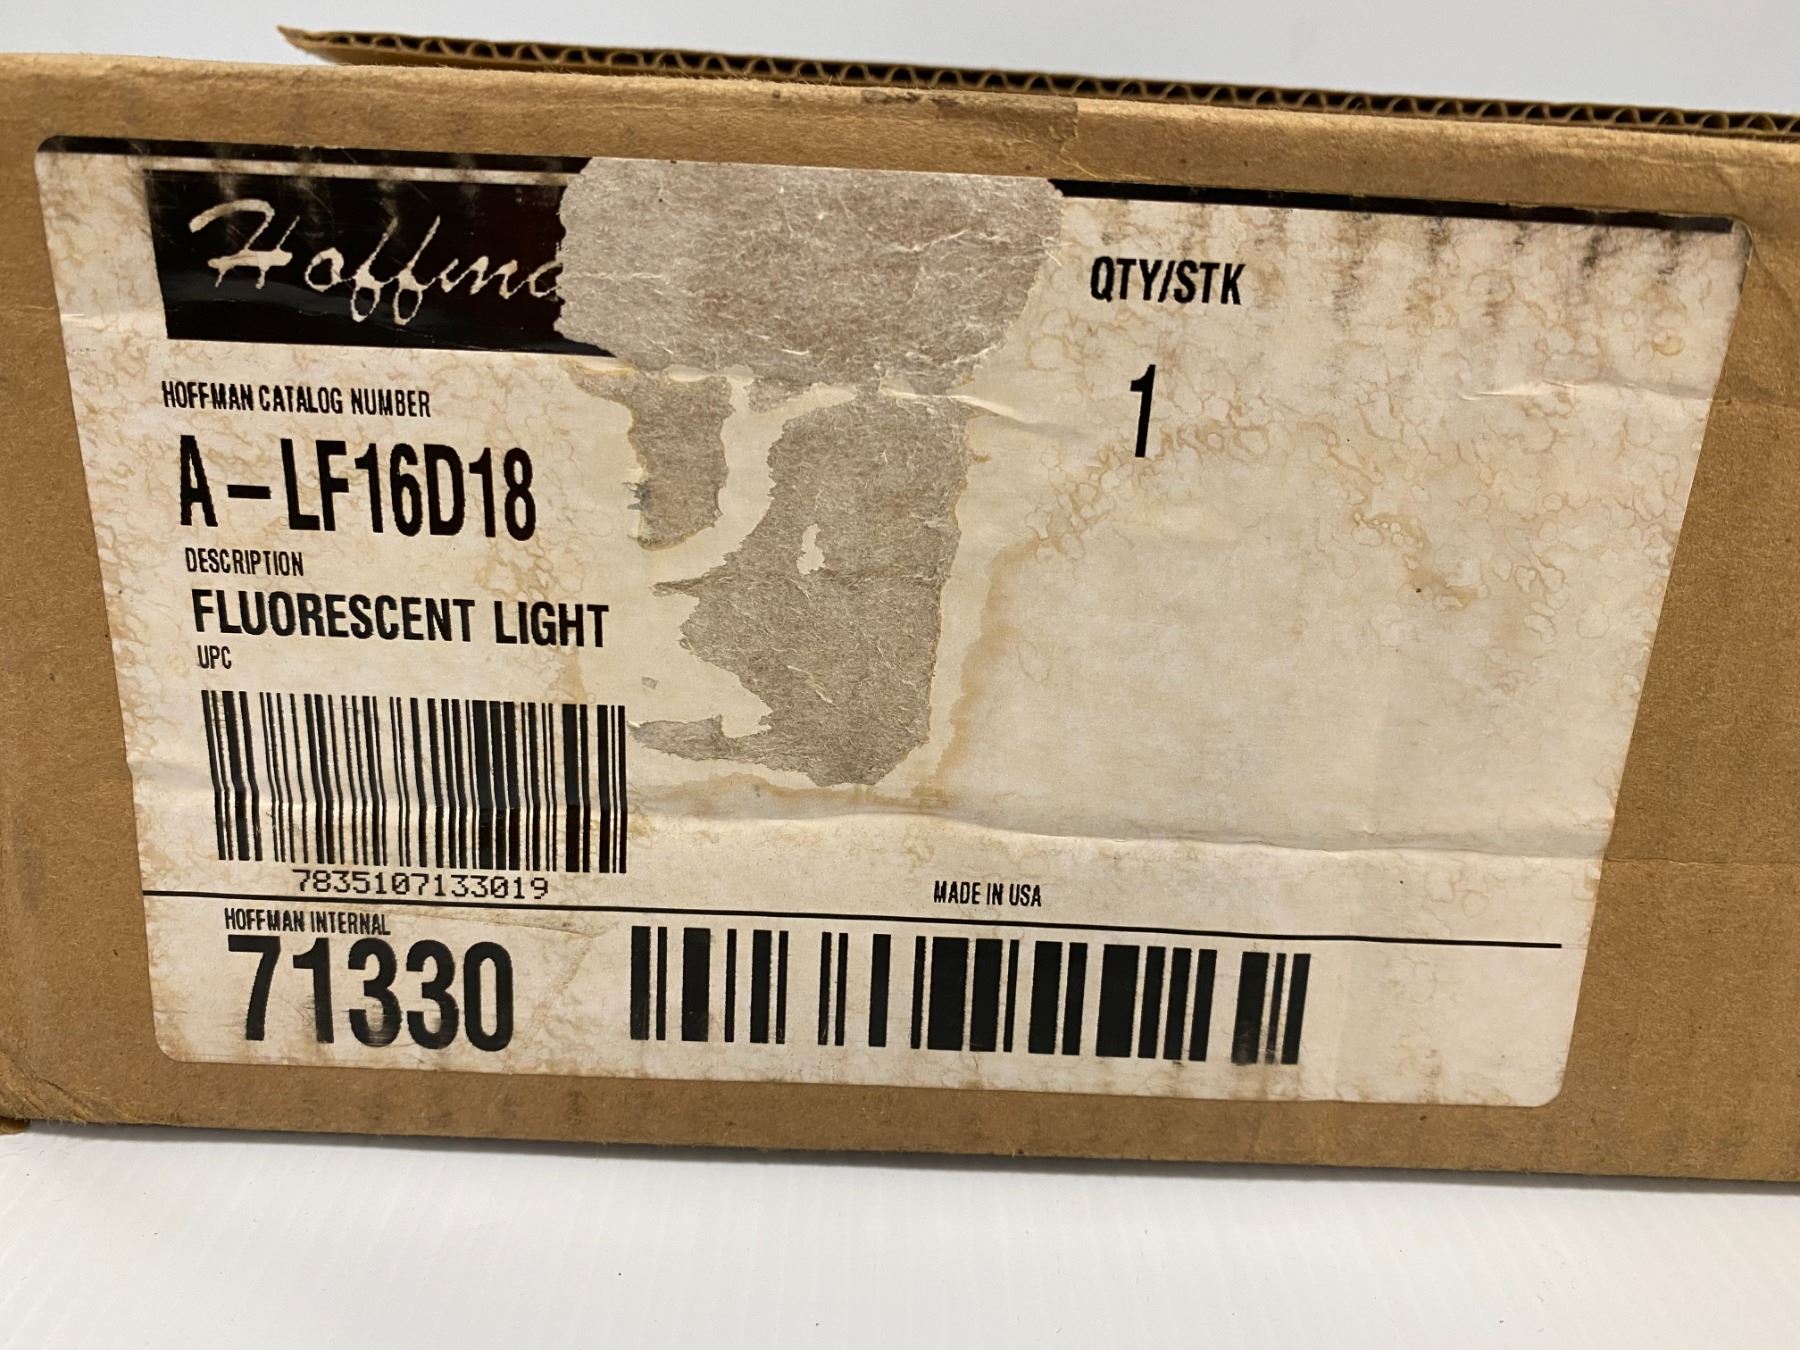 Hoffma
QTY/STK
1
HOFFMAN CATALOG NUMBER
A-LF16D18
DESCRIPTION
FLUORESCENT LIGHT
UPC
7835107133019
MADE IN USA
HOFFMAN INTERNAL
71330